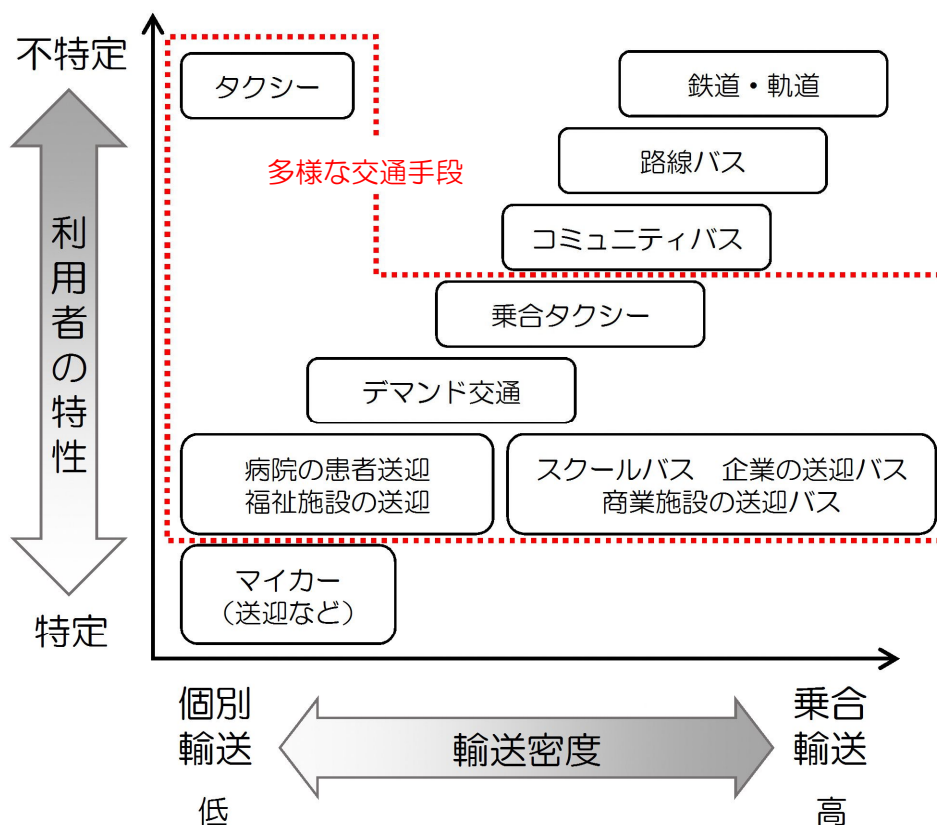 不特定
利用者の特性
特定
タクシー
鉄道・軌道
路線バス
多様な交通手段
コミュニティバス
乗合タクシー
デマンド交通
病院の患者送迎
福祉施設の送迎
スクールバス　企業の送迎バス
商業施設の送迎バス
マイカー
（送迎など）
個別
輸送
低
輸送密度
乗合
輸送
高